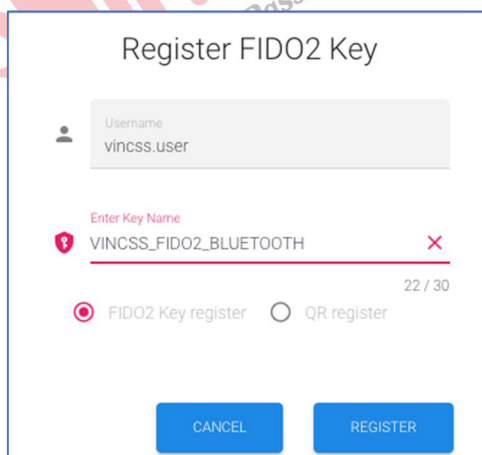 Register FIDO2 Key
Username
vincss.user
Enter Key Name
VINCSS_FIDO2_BLUETOOTH
22 / 30
FIDO2 Key register QR register
CANCEL REGISTER